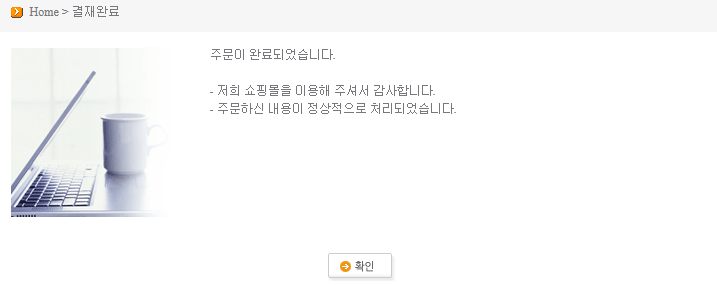 Home > 결재완료
주문이 완료되었습니다.
- 저희 쇼핑몰을 이용해 주셔서 감사합니다.
- 주문하신 내용이 정상적으로 처리되었습니다.
확인